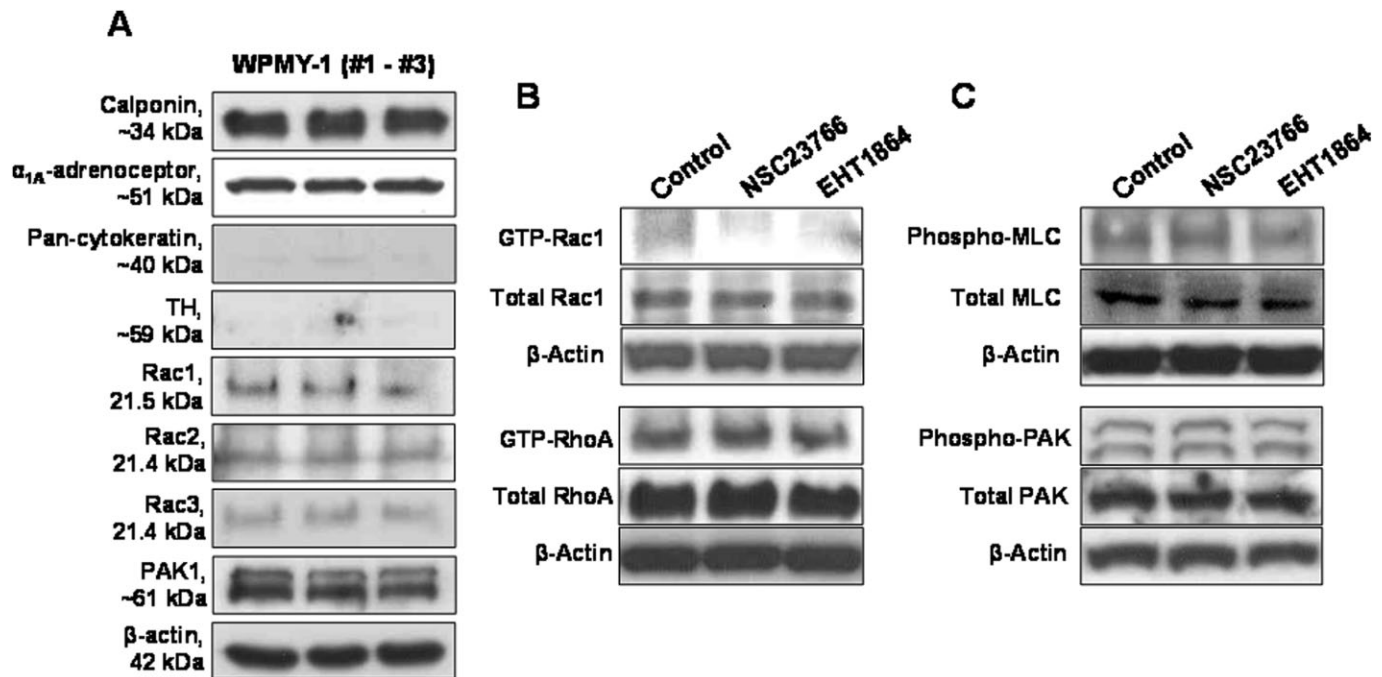 A
WPMY-1 (#1 - #3)
Calponin,
~34 kDa
α1A-adrenoceptor,
~51 kDa
Pan-cytokeratin,
~40 kDa
TH,
~59 kDa
Rac1,
21.5 kDa
Rac2,
21.4 kDa
Rac3,
21.4 kDa
PAK1,
~61 kDa
β-actin,
42 kDa
B
Control
NSC23766
EHT1864
GTP-Rac1
Total Rac1
β-Actin
GTP-RhoA
Total RhoA
β-Actin
C
Control
NSC23766
EHT1864
Phospho-MLC
Total MLC
β-Actin
Phospho-PAK
Total PAK
β-Actin